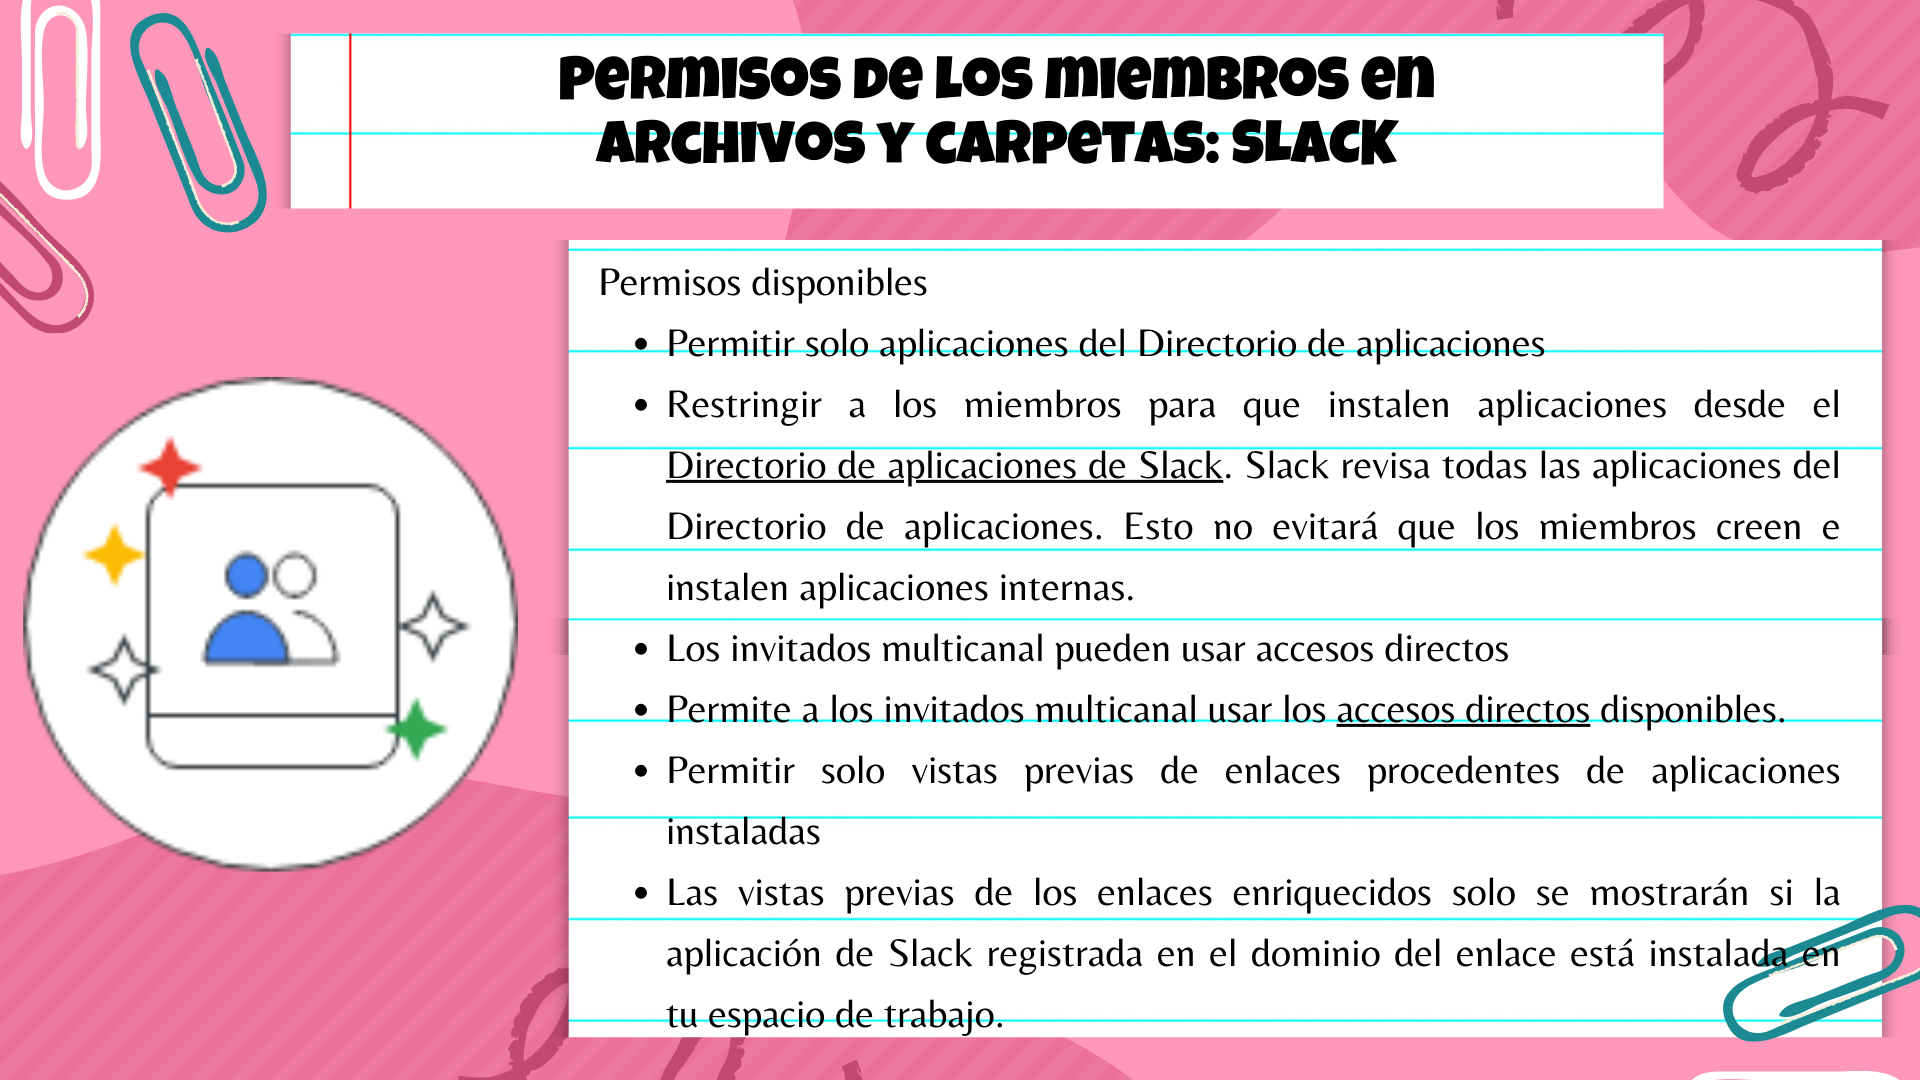 PERMISOS DE LOS MIEMBROS EN
ARCHIVOS Y CARPETAS: SLACK
Permisos disponibles
• Permitir solo aplicaciones del Directorio de aplicaciones
• Restringir a los miembros para que instalen aplicaciones desde el
Directorio de aplicaciones de Slack. Slack revisa todas las aplicaciones del
Directorio de aplicaciones. Esto no evitará que los miembros creen e
instalen aplicaciones internas.
• Los invitados multicanal pueden usar accesos directos
• Permite a los invitados multicanal usar los accesos directos disponibles.
• Permitir solo vistas previas de enlaces procedentes de aplicaciones
instaladas
• Las vistas previas de los enlaces enriquecidos solo se mostrarán si la
aplicación de Slack registrada en el dominio del enlace está instalada en
tu espacio de trabajo.